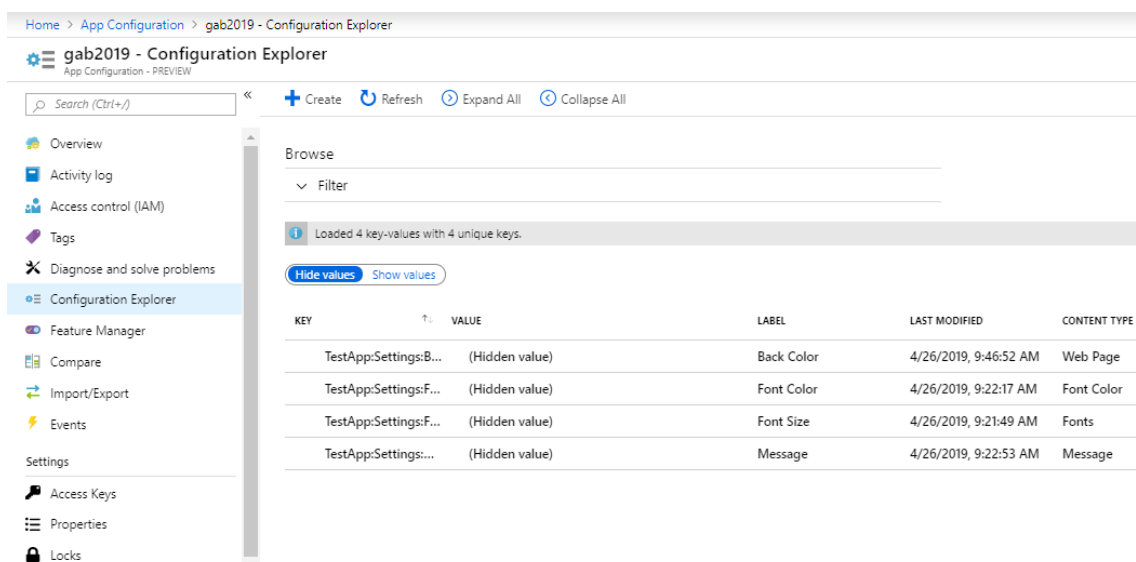 Home > App Configuration > gab2019 - Configuration Explorer
gab2019 - Configuration Explorer
App Configuration - PREVIEW
Search (Ctrl+/)
«
Overview
Activity log
Access control (IAM)
Tags
Diagnose and solve problems
Configuration Explorer
Feature Manager
Compare
Import/Export
Events
Settings
Access Keys
Properties
Locks
Create Refresh Expand All Collapse All
Browse
Filter
Loaded 4 key-values with 4 unique keys.
Hide values Show values
KEY ↑↓ VALUE LABEL LAST MODIFIED CONTENT TYPE
TestApp:Settings:B... (Hidden value) Back Color 4/26/2019, 9:46:52 AM Web Page
TestApp:Settings:F... (Hidden value) Font Color 4/26/2019, 9:22:17 AM Font Color
TestApp:Settings:F... (Hidden value) Font Size 4/26/2019, 9:21:49 AM Fonts
TestApp:Settings:... (Hidden value) Message 4/26/2019, 9:22:53 AM Message